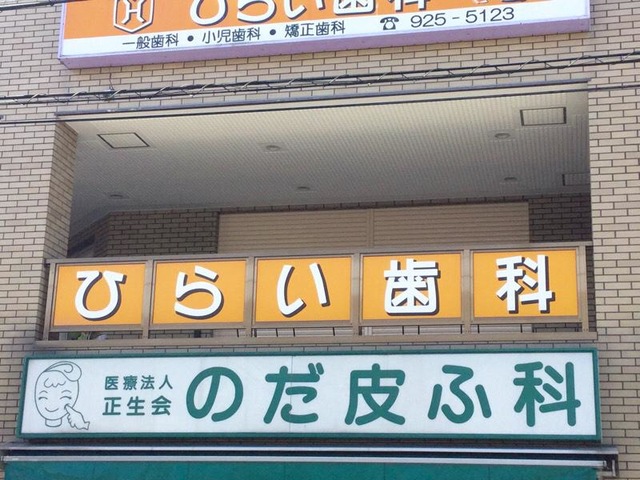 ひらい歯科
一般歯科・小児歯科・矯正歯科 ☎925-5123
ひらい歯科
医療法人
正生会
のだ皮ふ科